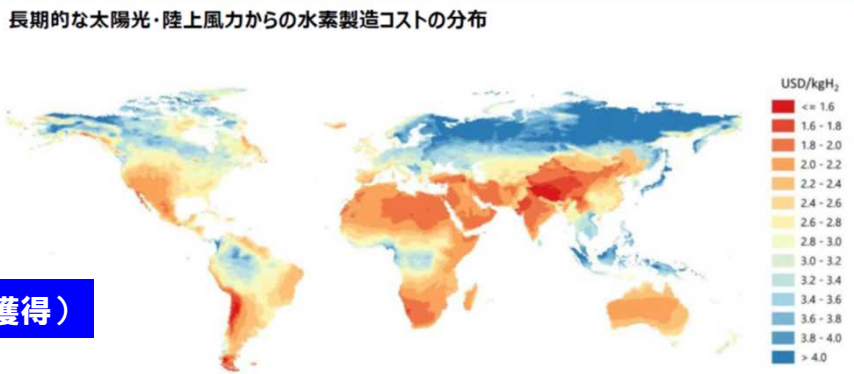 長期的な太陽光・陸上風力からの水素製造コストの分布
USD/kgH₂
<= 1.6
1.6 - 1.8
1.8 - 2.0
2.0 - 2.2
2.2 - 2.4
2.4 - 2.6
2.6 - 2.8
2.8 - 3.0
3.0 - 3.2
3.2 - 3.4
3.4 - 3.6
3.6 - 3.8
3.8 - 4.0
> 4.0
獲得）